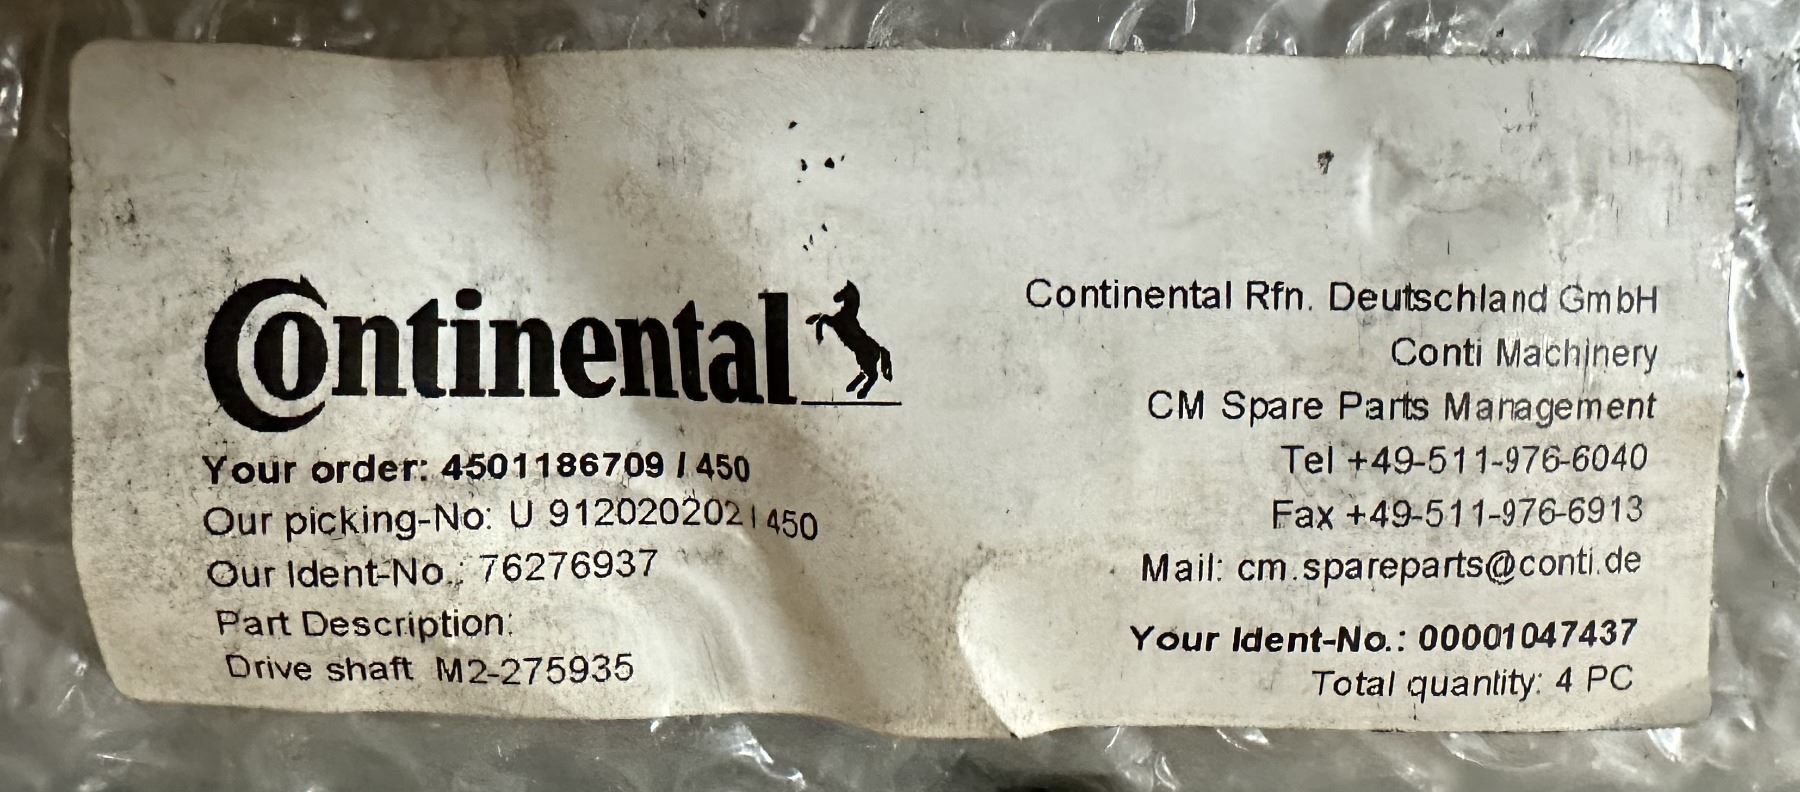 Continental
Your order: 4501186709 / 450
Our picking-No: U 912020202 / 450
Our Ident-No.: 76276937
Part Description:
Drive shaft M2-275935
Continental Rfn. Deutschland GmbH
Conti Machinery
CM Spare Parts Management
Tel +49-511-976-6040
Fax +49-511-976-6913
Mail: cm.spareparts@conti.de
Your Ident-No.: 00001047437
Total quantity: 4 PC